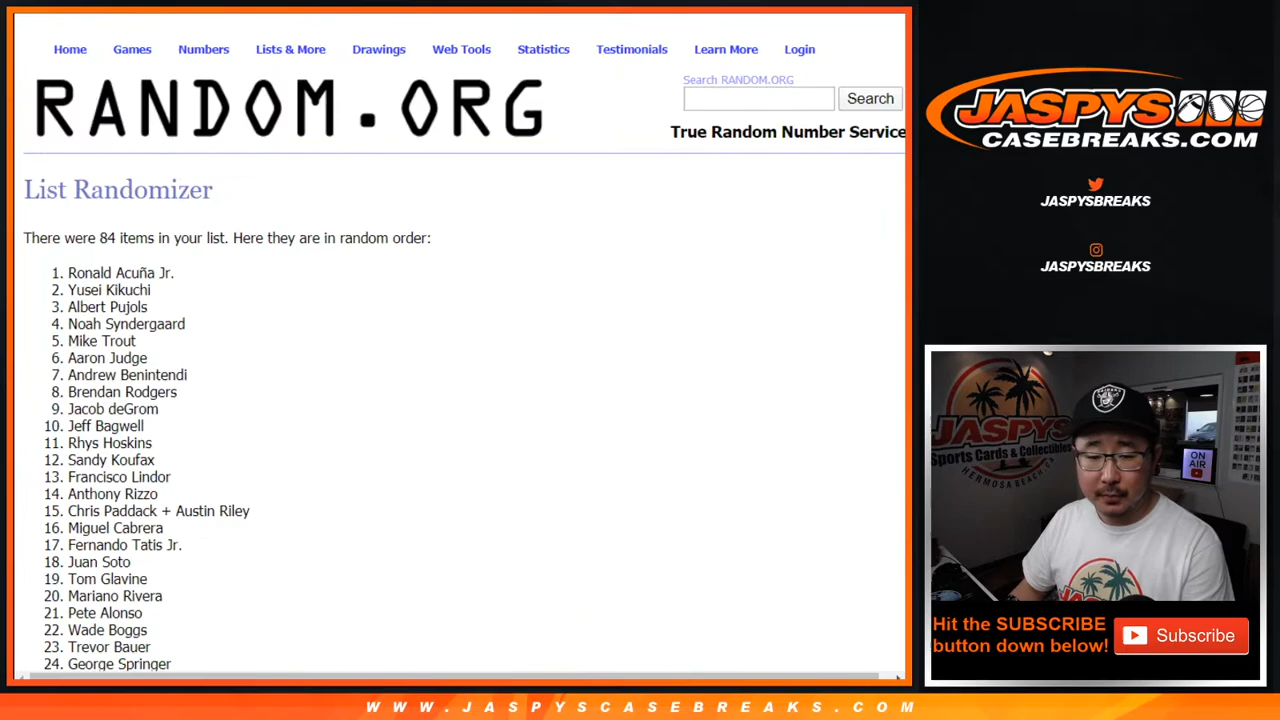 Home Games Numbers Lists & More Drawings Web Tools Statistics Testimonials Learn More Login
RANDOM.ORG
Search RANDOM.ORG
Search
True Random Number Service
List Randomizer
There were 84 items in your list. Here they are in random order:
1. Ronald Acuña Jr.
2. Yusei Kikuchi
3. Albert Pujols
4. Noah Syndergaard
5. Mike Trout
6. Aaron Judge
7. Andrew Benintendi
8. Brendan Rodgers
9. Jacob deGrom
10. Jeff Bagwell
11. Rhys Hoskins
12. Sandy Koufax
13. Francisco Lindor
14. Anthony Rizzo
15. Chris Paddack + Austin Riley
16. Miguel Cabrera
17. Fernando Tatis Jr.
18. Juan Soto
19. Tom Glavine
20. Mariano Rivera
21. Pete Alonso
22. Wade Boggs
23. Trevor Bauer
24. George Springer
JASPYS
CASEBREAKS.COM
JASPYSBREAKS
JASPYSBREAKS
JASPYS
Sports Cards & Collectibles
HERMOSA BEACH, CA
RAIDERS
ON
AIR
Hit the SUBSCRIBE
button down below!
Subscribe
WWW.JASPYSCASEBREAKS.COM